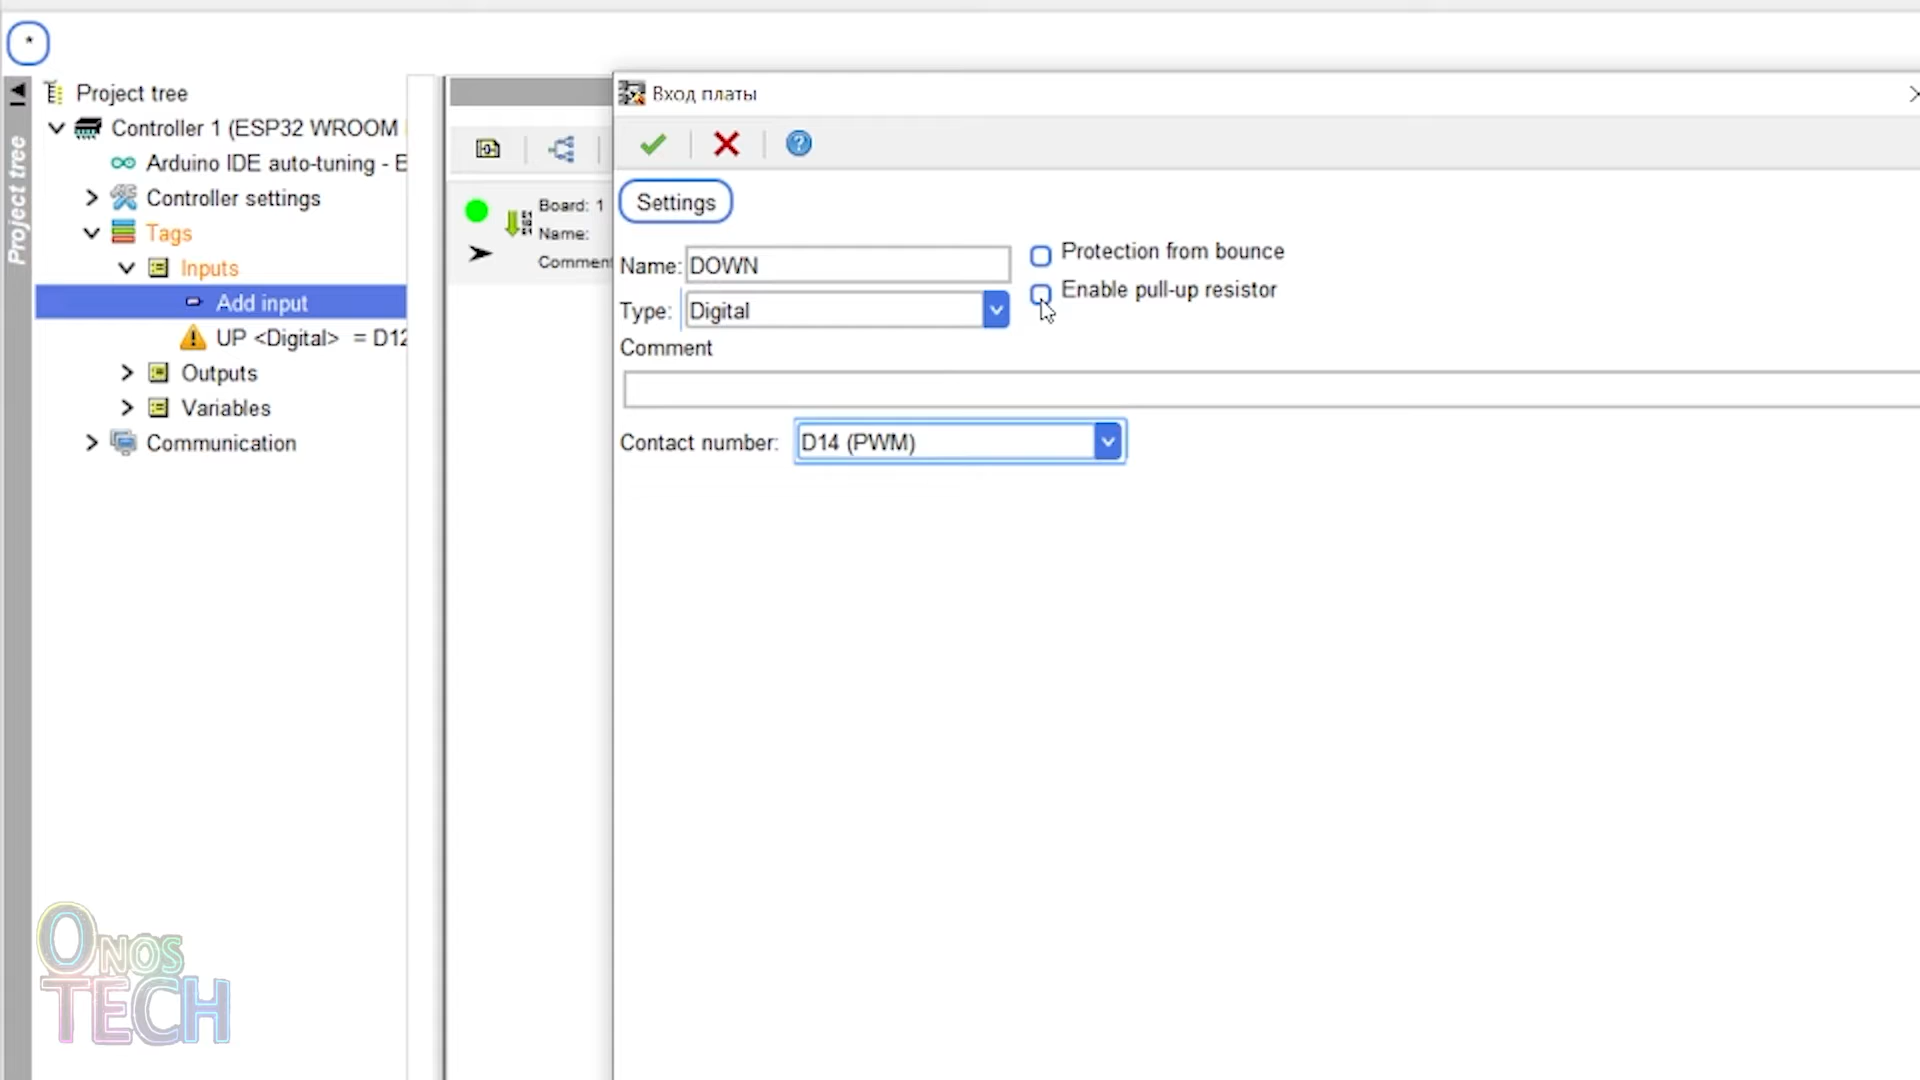 *
Project tree
Project tree
Controller 1 (ESP32 WROOM
Arduino IDE auto-tuning - E
Controller settings
Tags
Inputs
Add input
UP <Digital> = D12
Outputs
Variables
Communication
Board: 1
Name:
Comment
Вход платы
Settings
Name: DOWN
Protection from bounce
Type: Digital
Enable pull-up resistor
Comment
Contact number: D14 (PWM)
ONOS
TECH